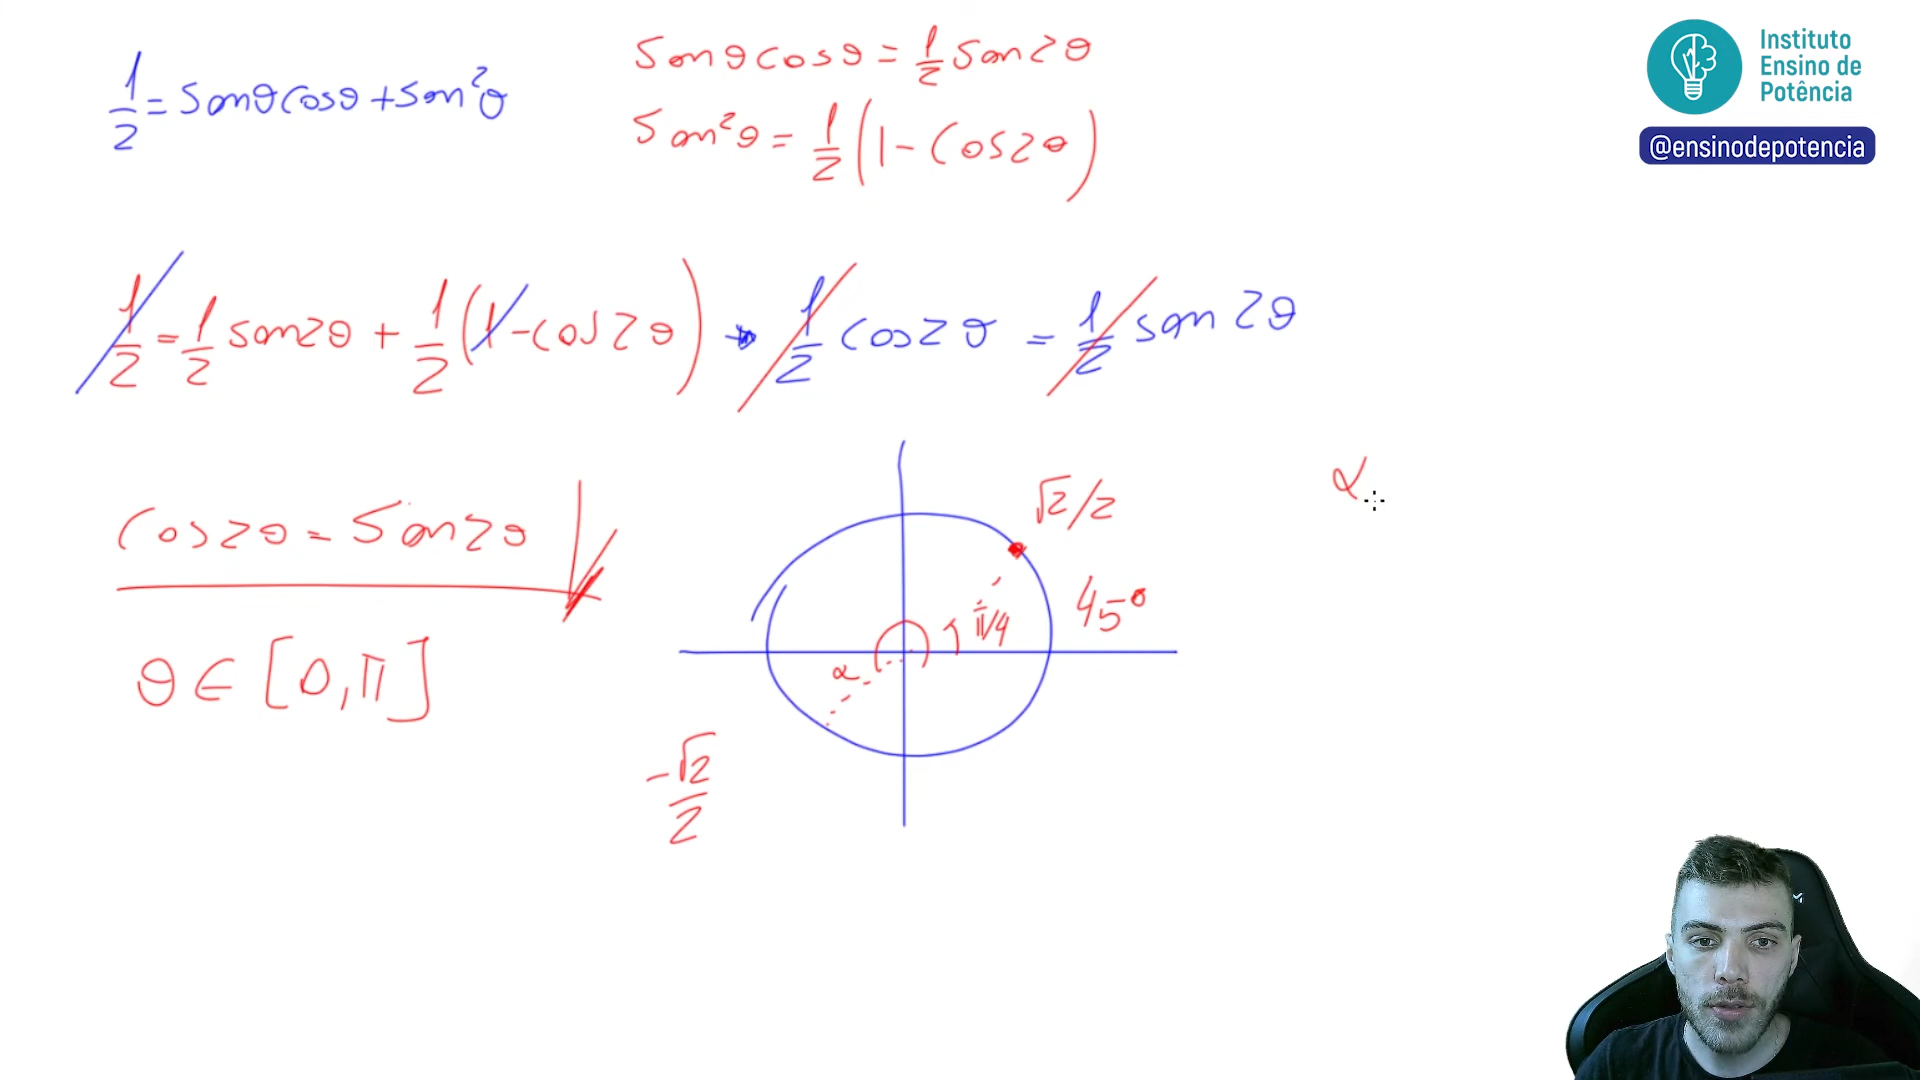 1/2 = senθcosθ + sen²θ
senθcosθ = 1/2 sen2θ
sen²θ = 1/2 (1 - cos2θ)
Instituto
Ensino de
Potência
@ensinodepotencia
1/2 = 1/2 sen2θ + 1/2 (1 - cos2θ) → 1/2 cos2θ = 1/2 sen2θ
α
√2/2
cos2θ = sen2θ
π/4
45°
θ ∈ [0, π]
α
-√2/2